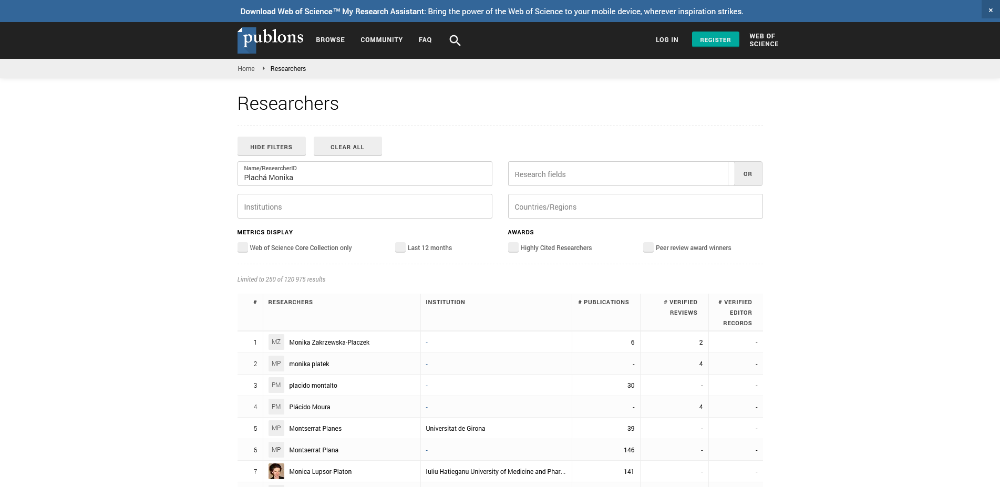 Download Web of Science™ My Research Assistant: Bring the power of the Web of Science to your mobile device, wherever inspiration strikes.
×
publons BROWSE COMMUNITY FAQ LOG IN REGISTER WEB OF SCIENCE
Home Researchers
Researchers
HIDE FILTERS CLEAR ALL
Name/ResearcherID
Plachá Monika
Research fields OR
Institutions Countries/Regions
METRICS DISPLAY AWARDS
Web of Science Core Collection only Last 12 months Highly Cited Researchers Peer review award winners
Limited to 250 of 120 975 results
# RESEARCHERS INSTITUTION # PUBLICATIONS # VERIFIED REVIEWS # VERIFIED EDITOR RECORDS
1 MZ Monika Zakrzewska-Placzek - 6 2 -
2 MP monika platek - - 4 -
3 PM placido montalto - 30 - -
4 PM Plácido Moura - - 4 -
5 MP Montserrat Planes Universitat de Girona 39 - -
6 MP Montserrat Plana - 146 - -
7 Monica Lupsor-Platon Iuliu Hatieganu University of Medicine and Phar... 141 - -